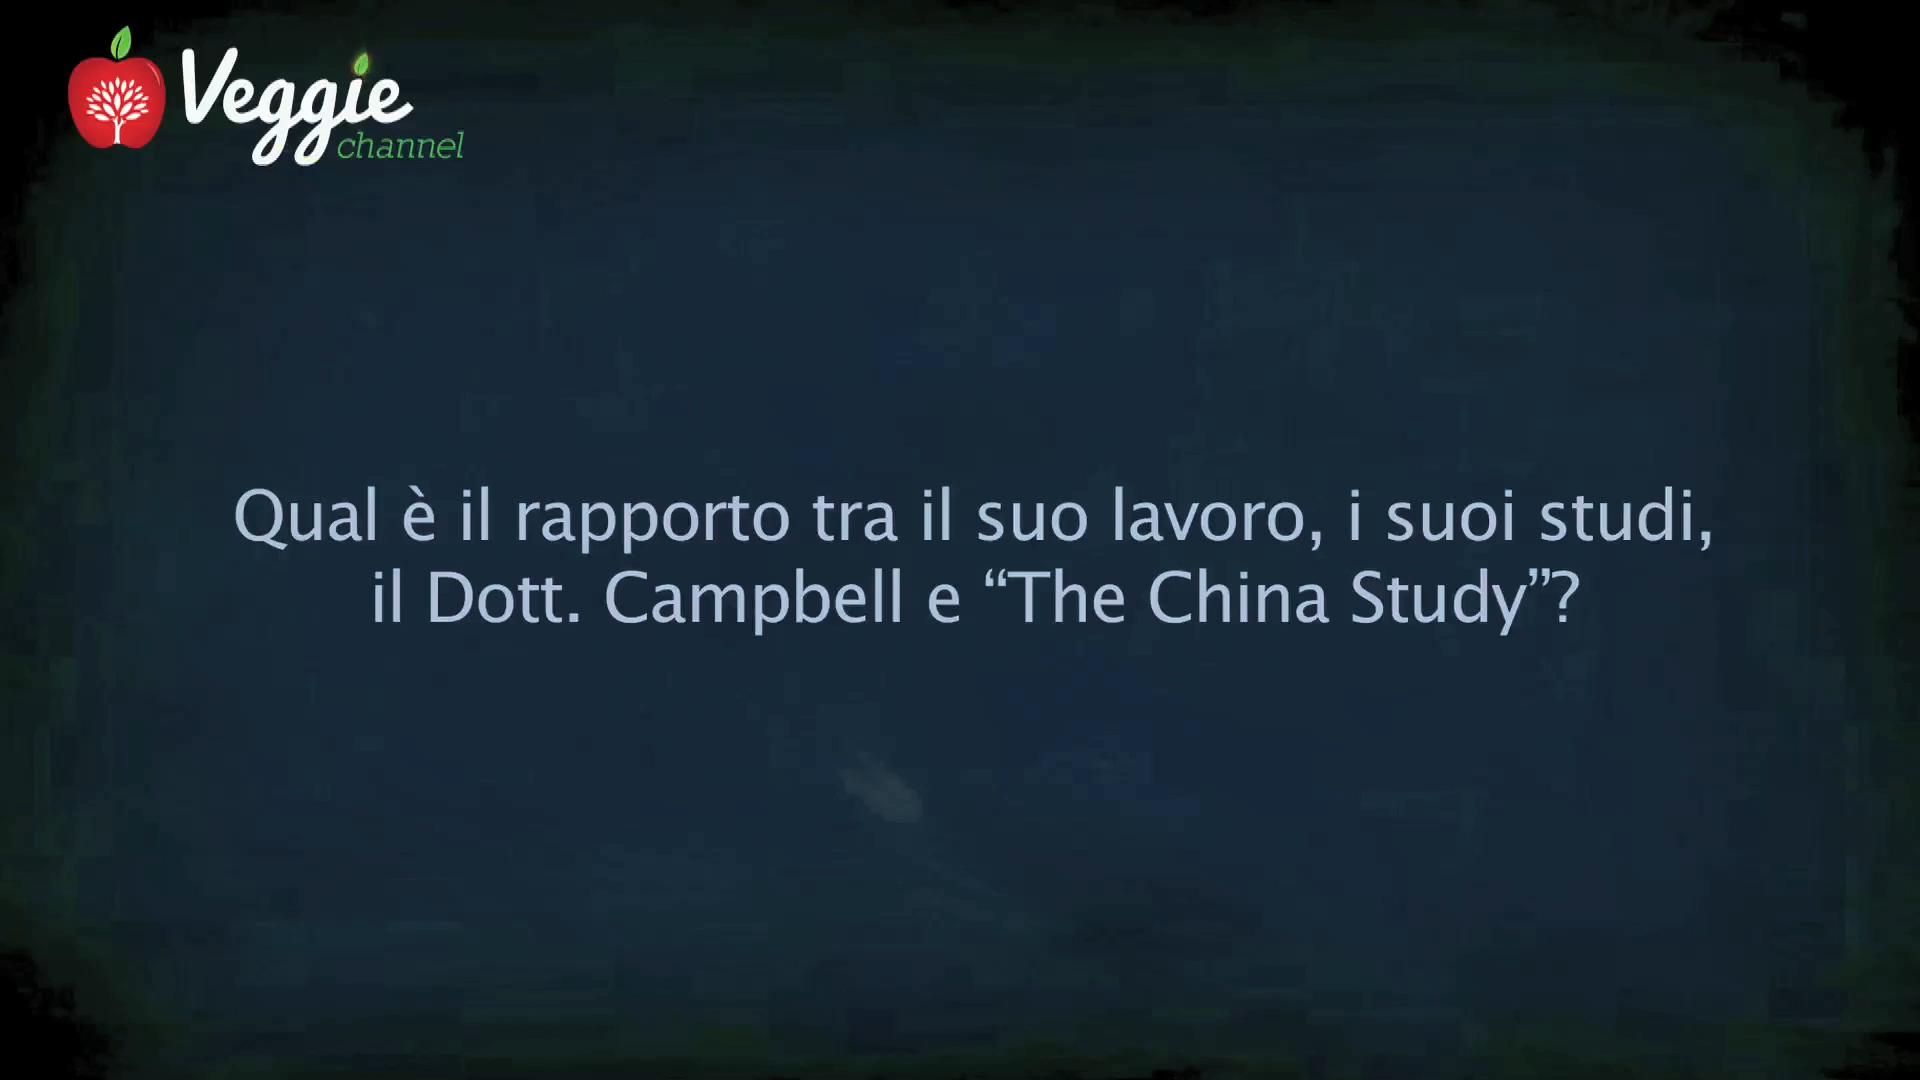 Veggie
channel
Qual è il rapporto tra il suo lavoro, i suoi studi,
il Dott. Campbell e “The China Study”?